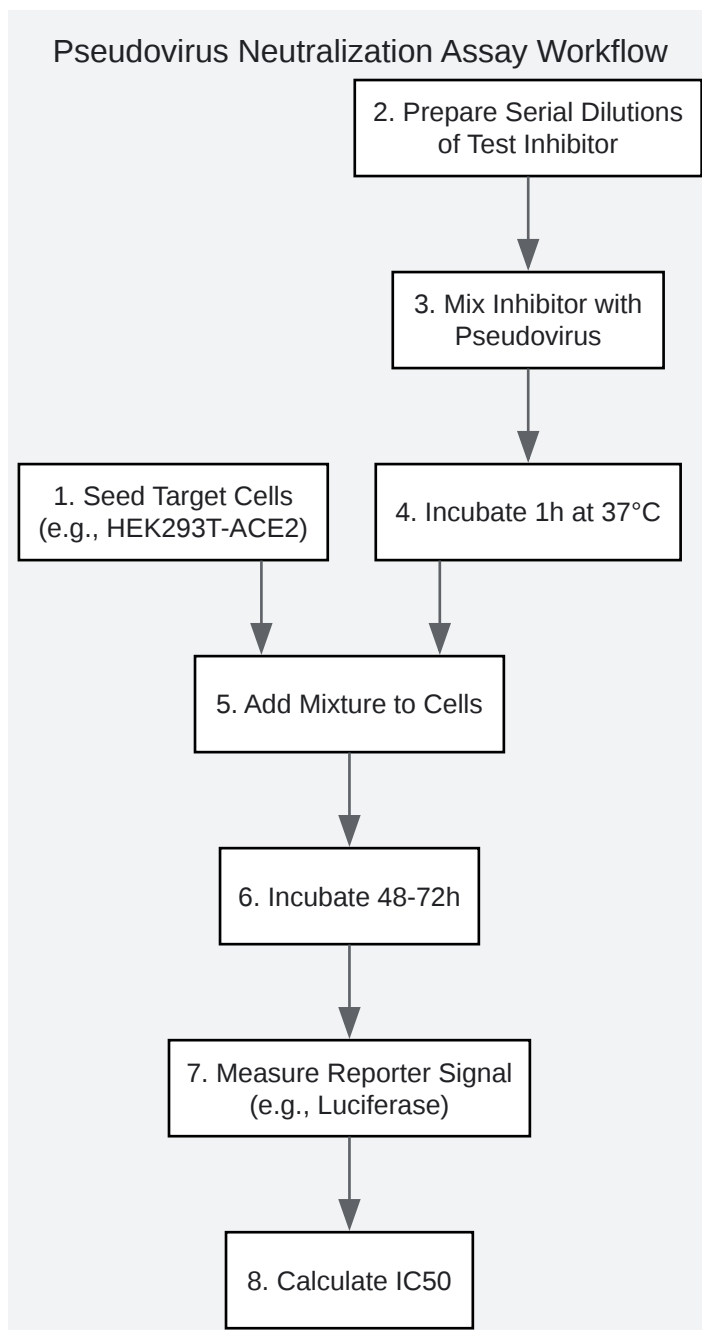 Pseudovirus Neutralization Assay Workflow
2. Prepare Serial Dilutions
of Test Inhibitor
3. Mix Inhibitor with
Pseudovirus
1. Seed Target Cells
(e.g., HEK293T-ACE2)
4. Incubate 1h at 37°C
5. Add Mixture to Cells
6. Incubate 48-72h
7. Measure Reporter Signal
(e.g., Luciferase)
8. Calculate IC50